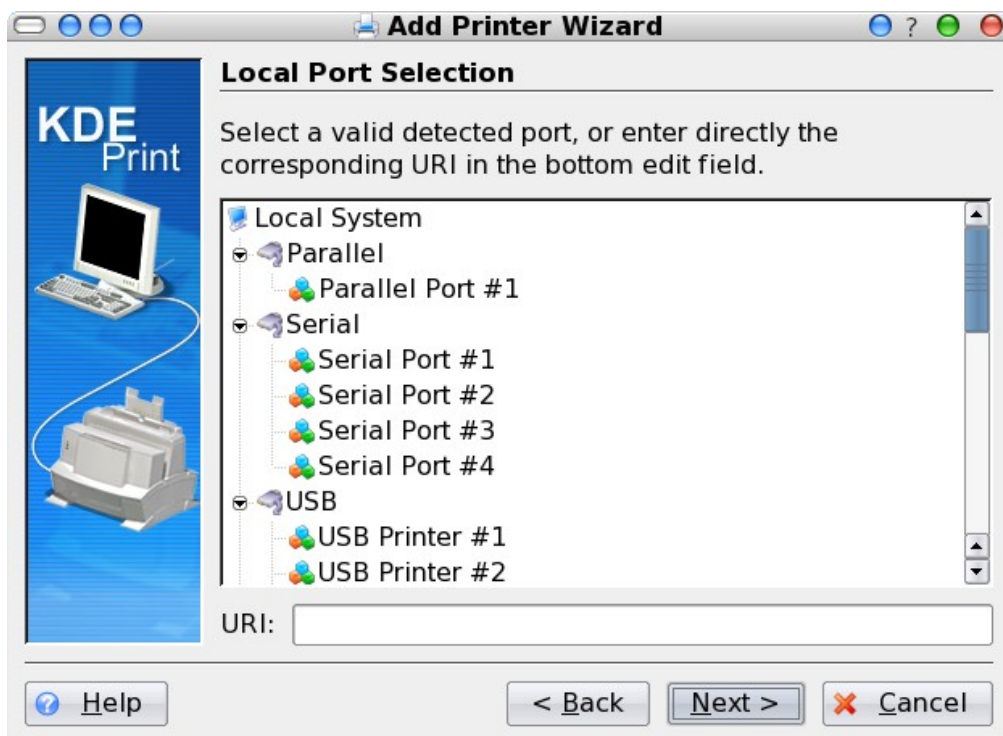 Add Printer Wizard
?
KDE
Print
Local Port Selection
Select a valid detected port, or enter directly the
corresponding URI in the bottom edit field.
Local System
Parallel
Parallel Port #1
Serial
Serial Port #1
Serial Port #2
Serial Port #3
Serial Port #4
USB
USB Printer #1
USB Printer #2
URI:
? Help
< Back
Next >
Cancel